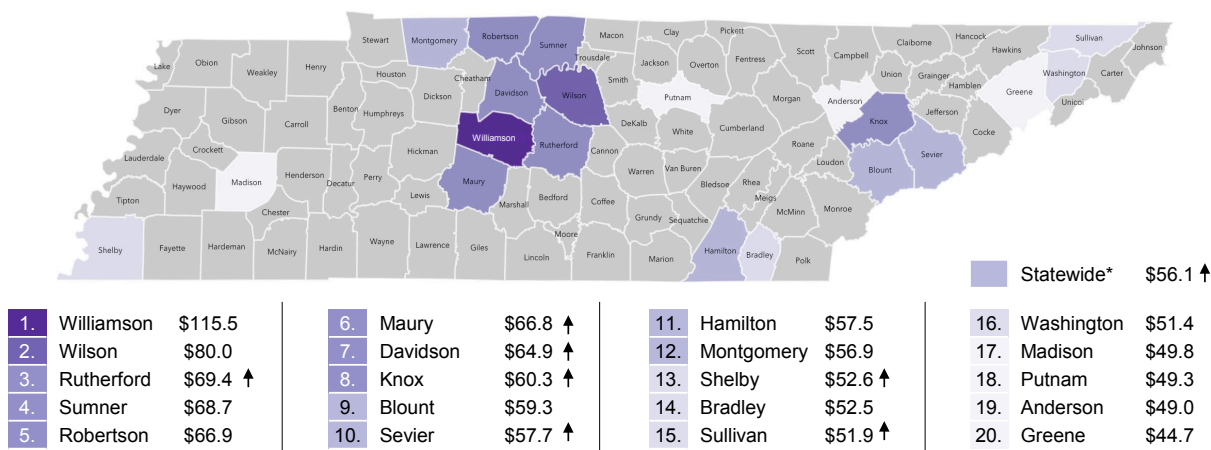 Stewart
Montgomery
Robertson
Sumner
Macon
Clay
Pickett
Scott
Campbell
Claiborne
Hancock
Hawkins
Sullivan
Johnson
Lake
Obion
Weakley
Henry
Houston
Cheatham
Trousdale
Smith
Jackson
Overton
Fentress
Union
Grainger
Hamblen
Washington
Carter
Unicoi
Dyer
Gibson
Carroll
Benton
Humphreys
Dickson
Davidson
Wilson
Putnam
Morgan
Anderson
Knox
Jefferson
Greene
Cocke
Lauderdale
Crockett
Williamson
Rutherford
Cannon
DeKalb
White
Cumberland
Roane
Loudon
Blount
Sevier
Tipton
Haywood
Madison
Henderson
Decatur
Perry
Hickman
Lewis
Maury
Marshall
Bedford
Coffee
Warren
Van Buren
Bledsoe
Rhea
Meigs
McMinn
Monroe
Shelby
Fayette
Hardeman
Chester
McNairy
Hardin
Wayne
Lawrence
Giles
Lincoln
Moore
Franklin
Grundy
Sequatchie
Marion
Hamilton
Bradley
Polk
Statewide* $56.1
1. Williamson $115.5
2. Wilson $80.0
3. Rutherford $69.4
4. Sumner $68.7
5. Robertson $66.9
6. Maury $66.8
7. Davidson $64.9
8. Knox $60.3
9. Blount $59.3
10. Sevier $57.7
11. Hamilton $57.5
12. Montgomery $56.9
13. Shelby $52.6
14. Bradley $52.5
15. Sullivan $51.9
16. Washington $51.4
17. Madison $49.8
18. Putnam $49.3
19. Anderson $49.0
20. Greene $44.7